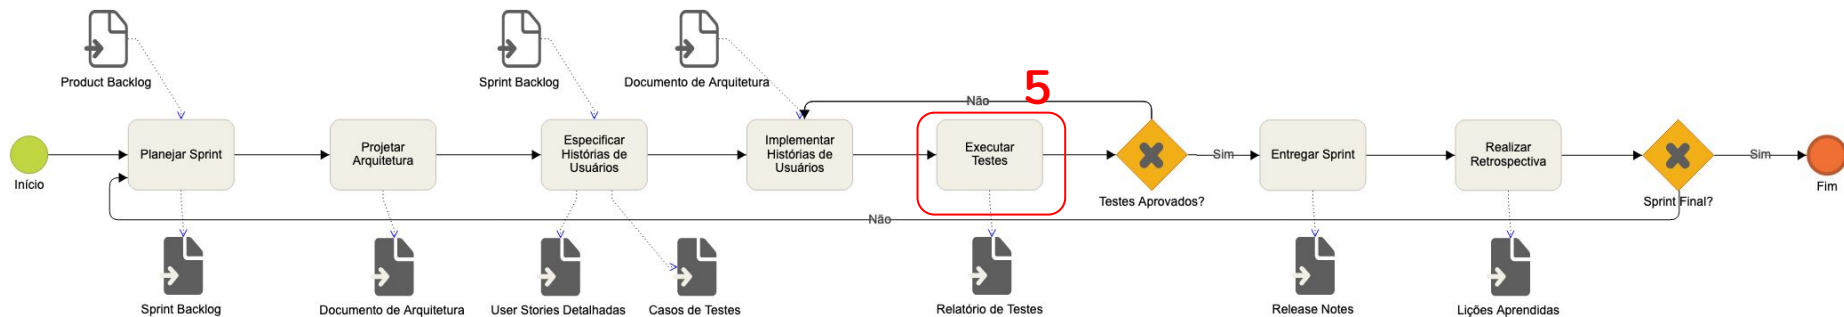 Product Backlog
Sprint Backlog
Documento de Arquitetura
5
Não
Início
Planejar Sprint
Projetar
Arquitetura
Especificar
Histórias de
Usuários
Implementar
Histórias de
Usuários
Executar
Testes
Testes Aprovados?
Sim
Entregar Sprint
Realizar
Retrospectiva
Sprint Final?
Sim
Fim
Não
Sprint Backlog
Documento de Arquitetura
User Stories Detalhadas
Casos de Testes
Relatório de Testes
Release Notes
Lições Aprendidas